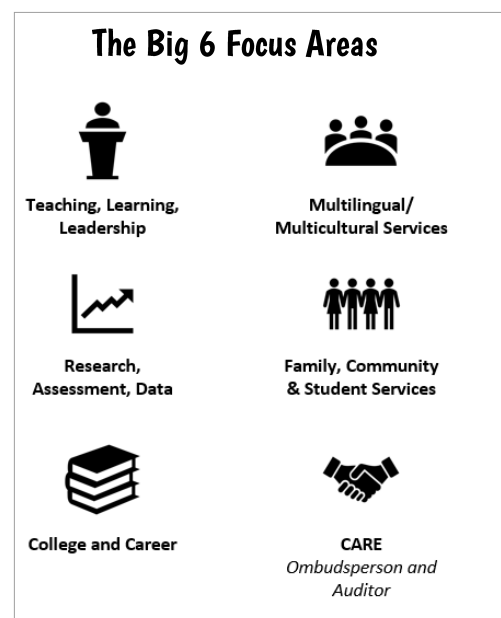 The Big 6 Focus Areas
Teaching, Learning,
Leadership
Multilingual/
Multicultural Services
Research,
Assessment, Data
Family, Community
& Student Services
College and Career
CARE
Ombudsperson and
Auditor